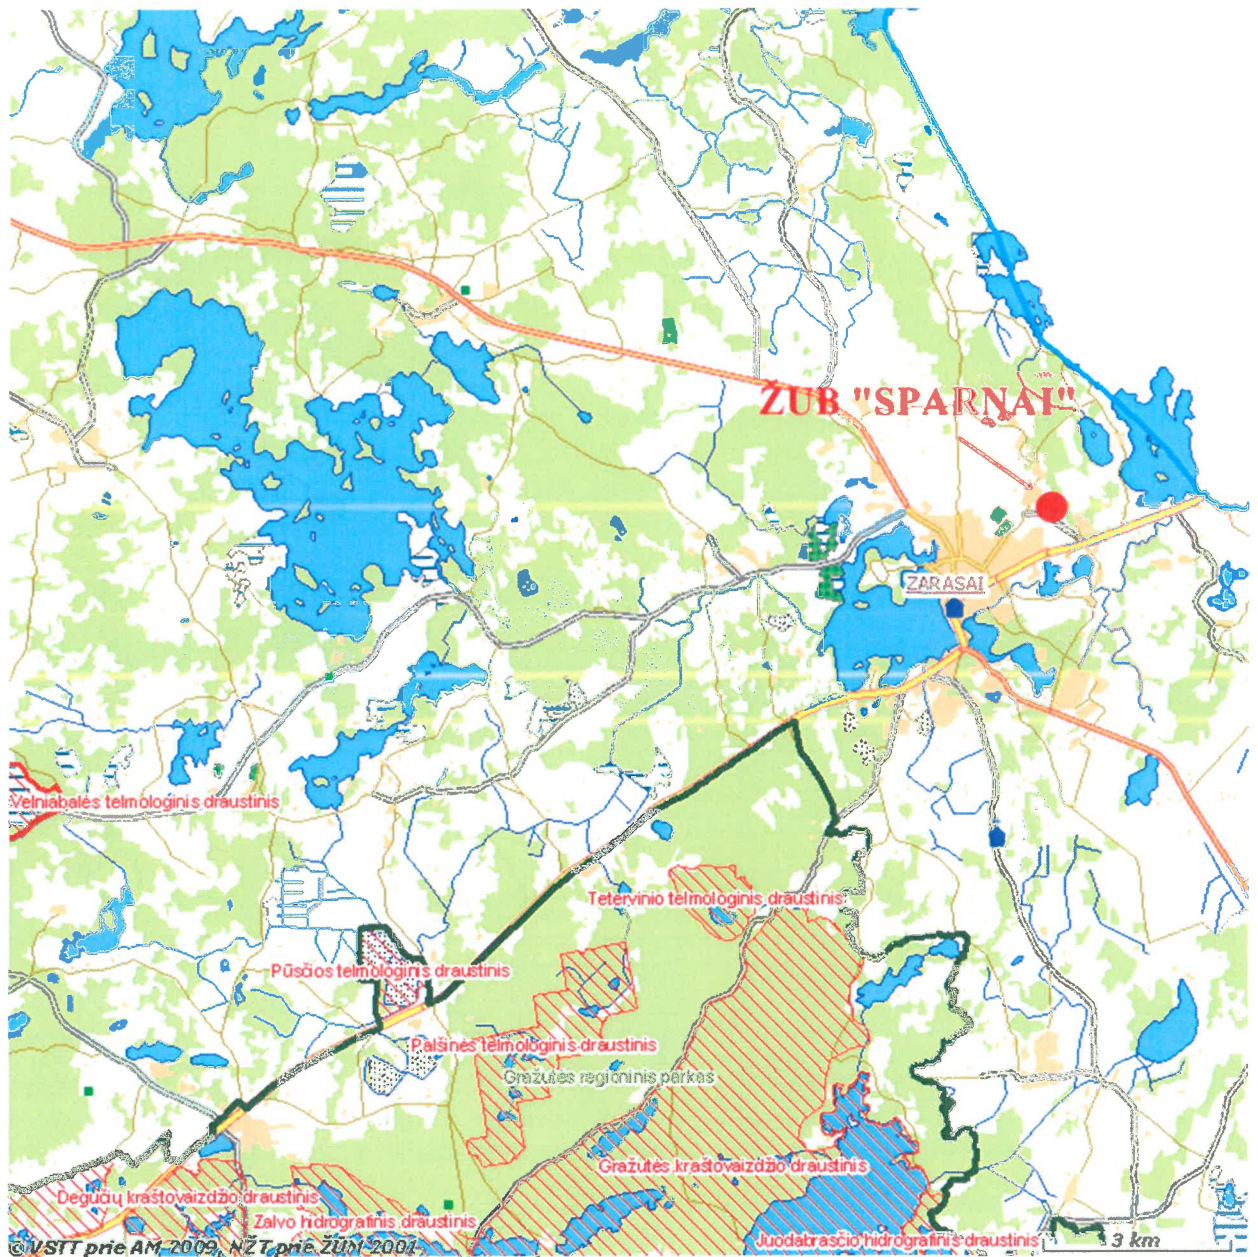 ŽUB "SPARNAI"
ZARASAI
Velniabalės telmologinis draustinis
Tetervinio telmologinis draustinis
Pūsčios telmologinis draustinis
Palšinės telmologinis draustinis
Gražutės regioninis parkas
Gražutės kraštovaizdžio draustinis
Degučių kraštovaizdžio draustinis
Zalvo hidrografinis draustinis
Juodabrasčio hidrografinis draustinis
3 km
©VSTT prie AM 2009, NŽT prie ŽŪM 2001